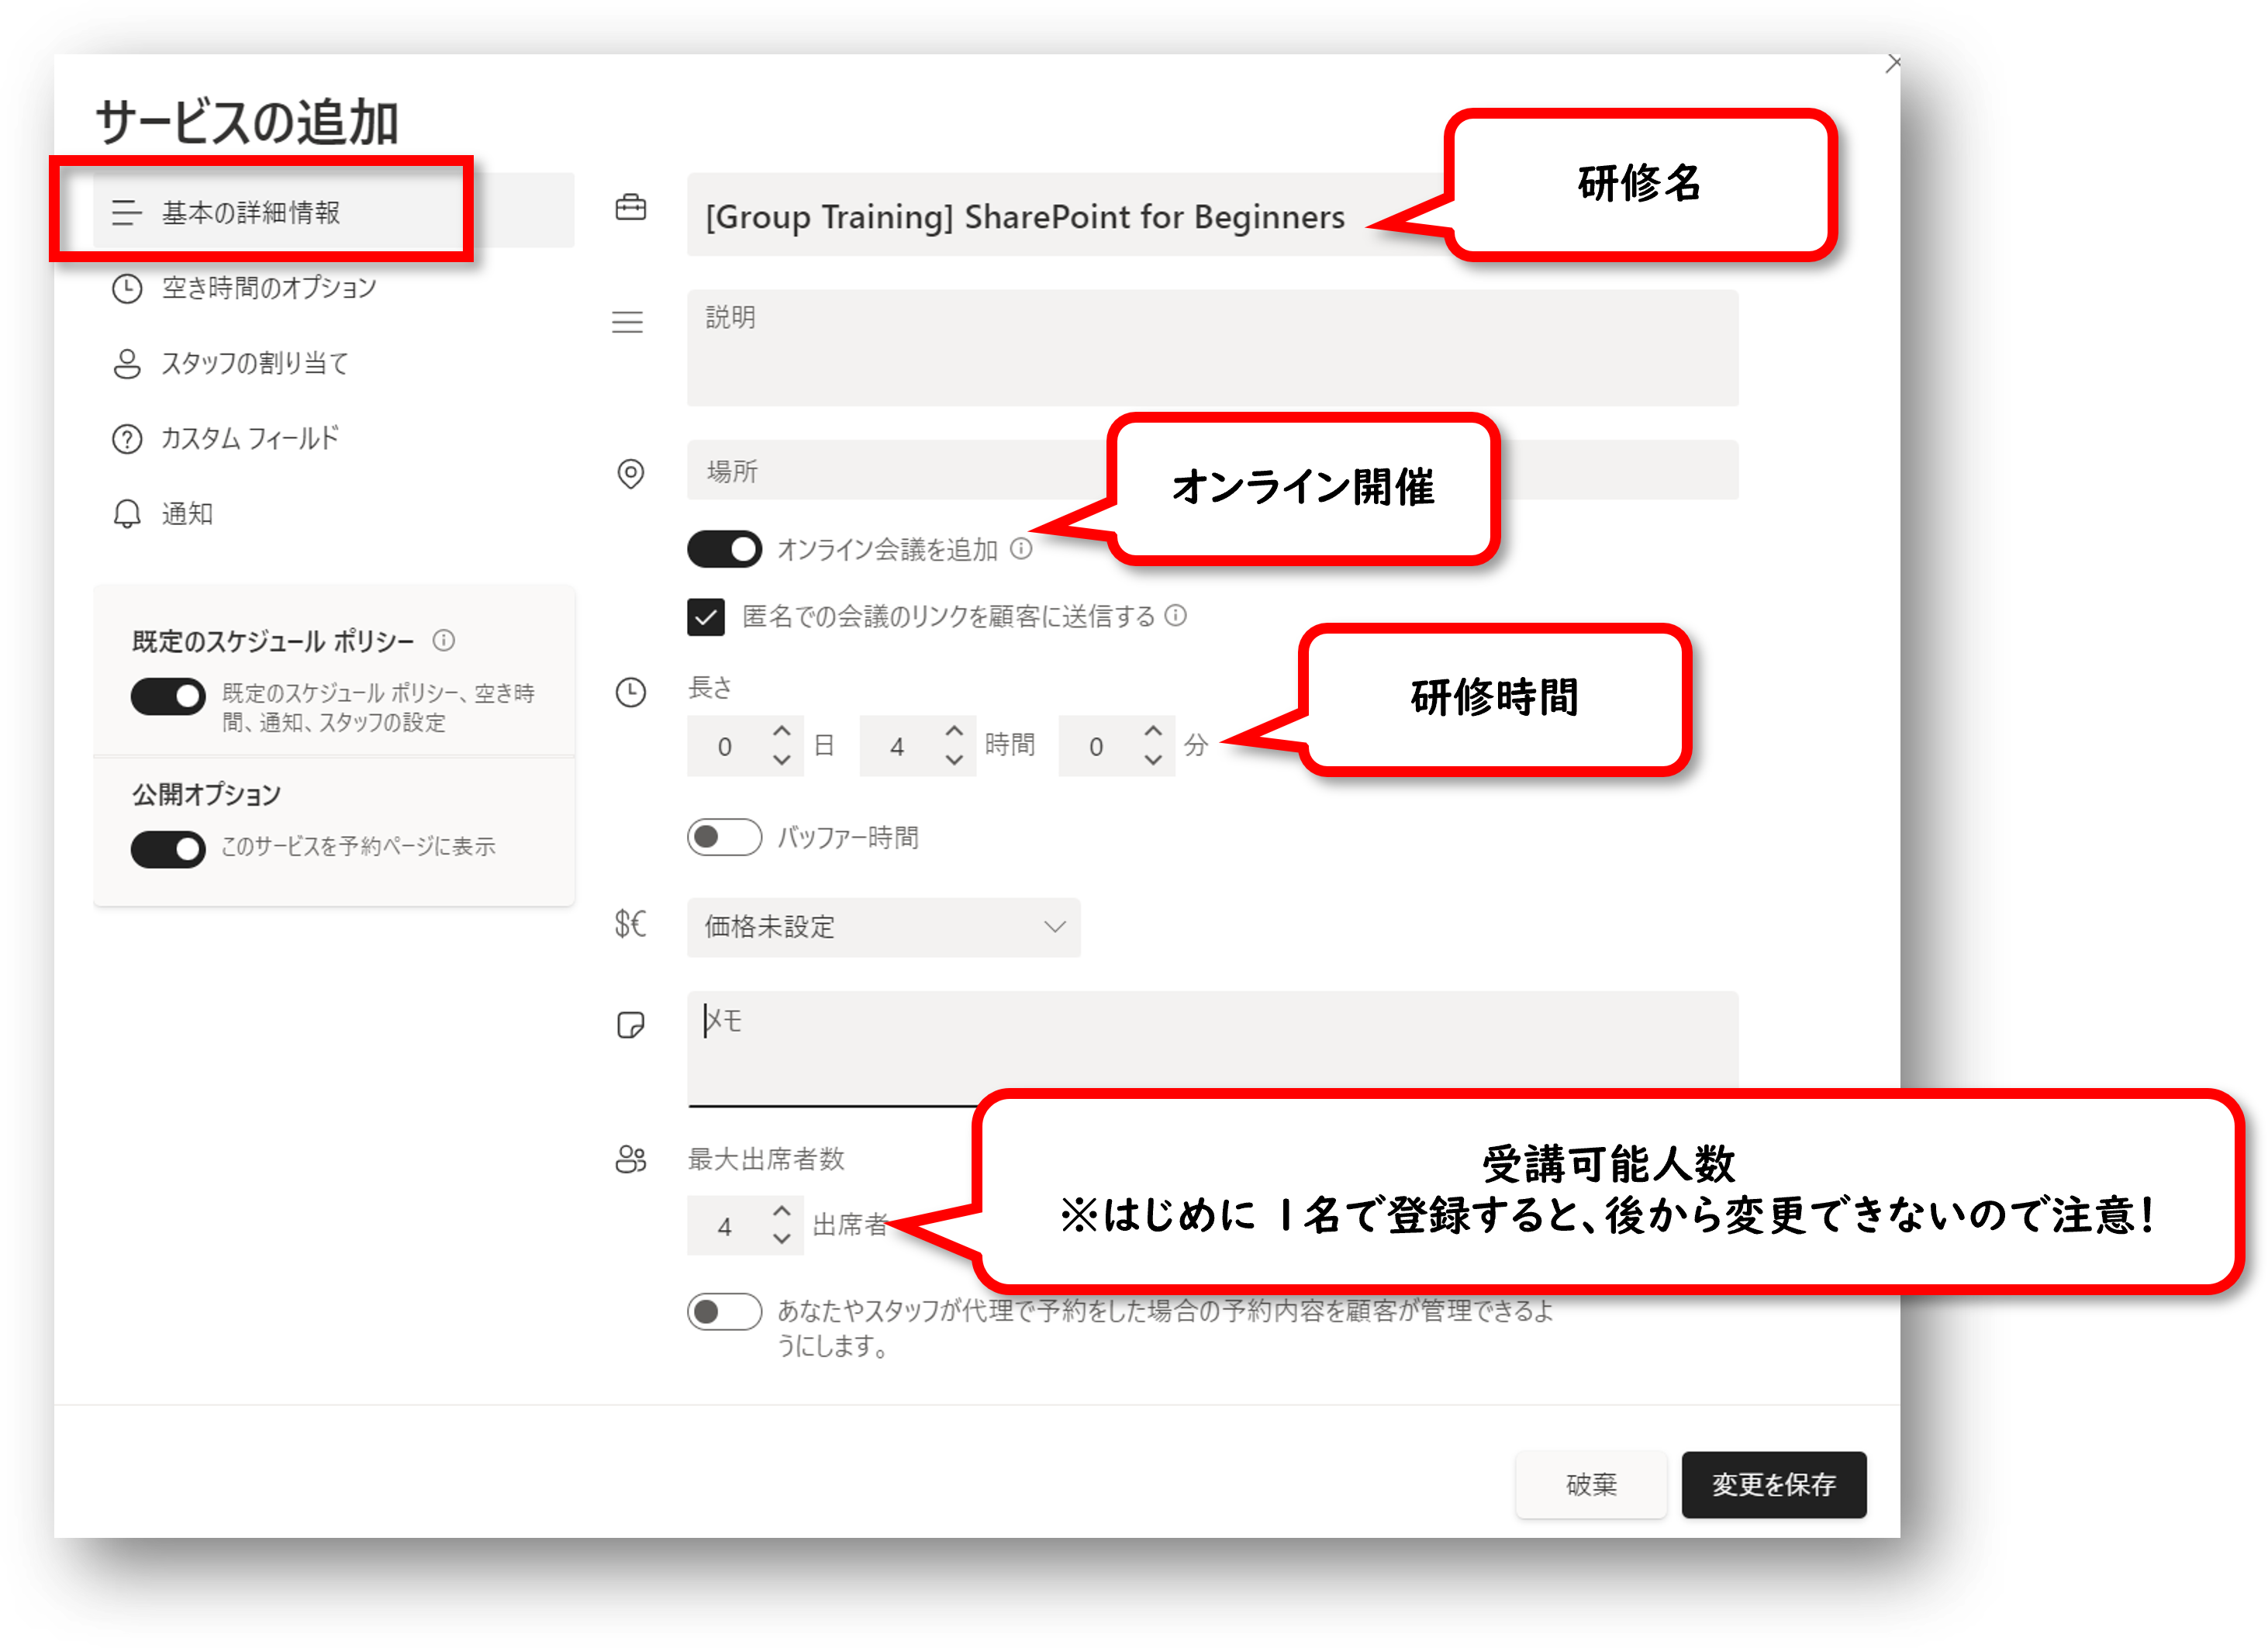 サービスの追加
基本の詳細情報
空き時間のオプション
スタッフの割り当て
カスタム フィールド
通知
既定のスケジュール ポリシー
既定のスケジュール ポリシー、空き時
間、通知、スタッフの設定
公開オプション
このサービスを予約ページに表示
[Group Training] SharePoint for Beginners
研修名
説明
場所
オンライン開催
オンライン会議を追加
匿名での会議のリンクを顧客に送信する
長さ
0 日 4 時間 0 分
研修時間
バッファー時間
$€ 価格未設定
メモ
最大出席者数
4 出席者
受講可能人数
※はじめに１名で登録すると、後から変更できないので注意！
あなたやスタッフが代理で予約をした場合の予約内容を顧客が管理できるよ
うにします。
破棄 変更を保存